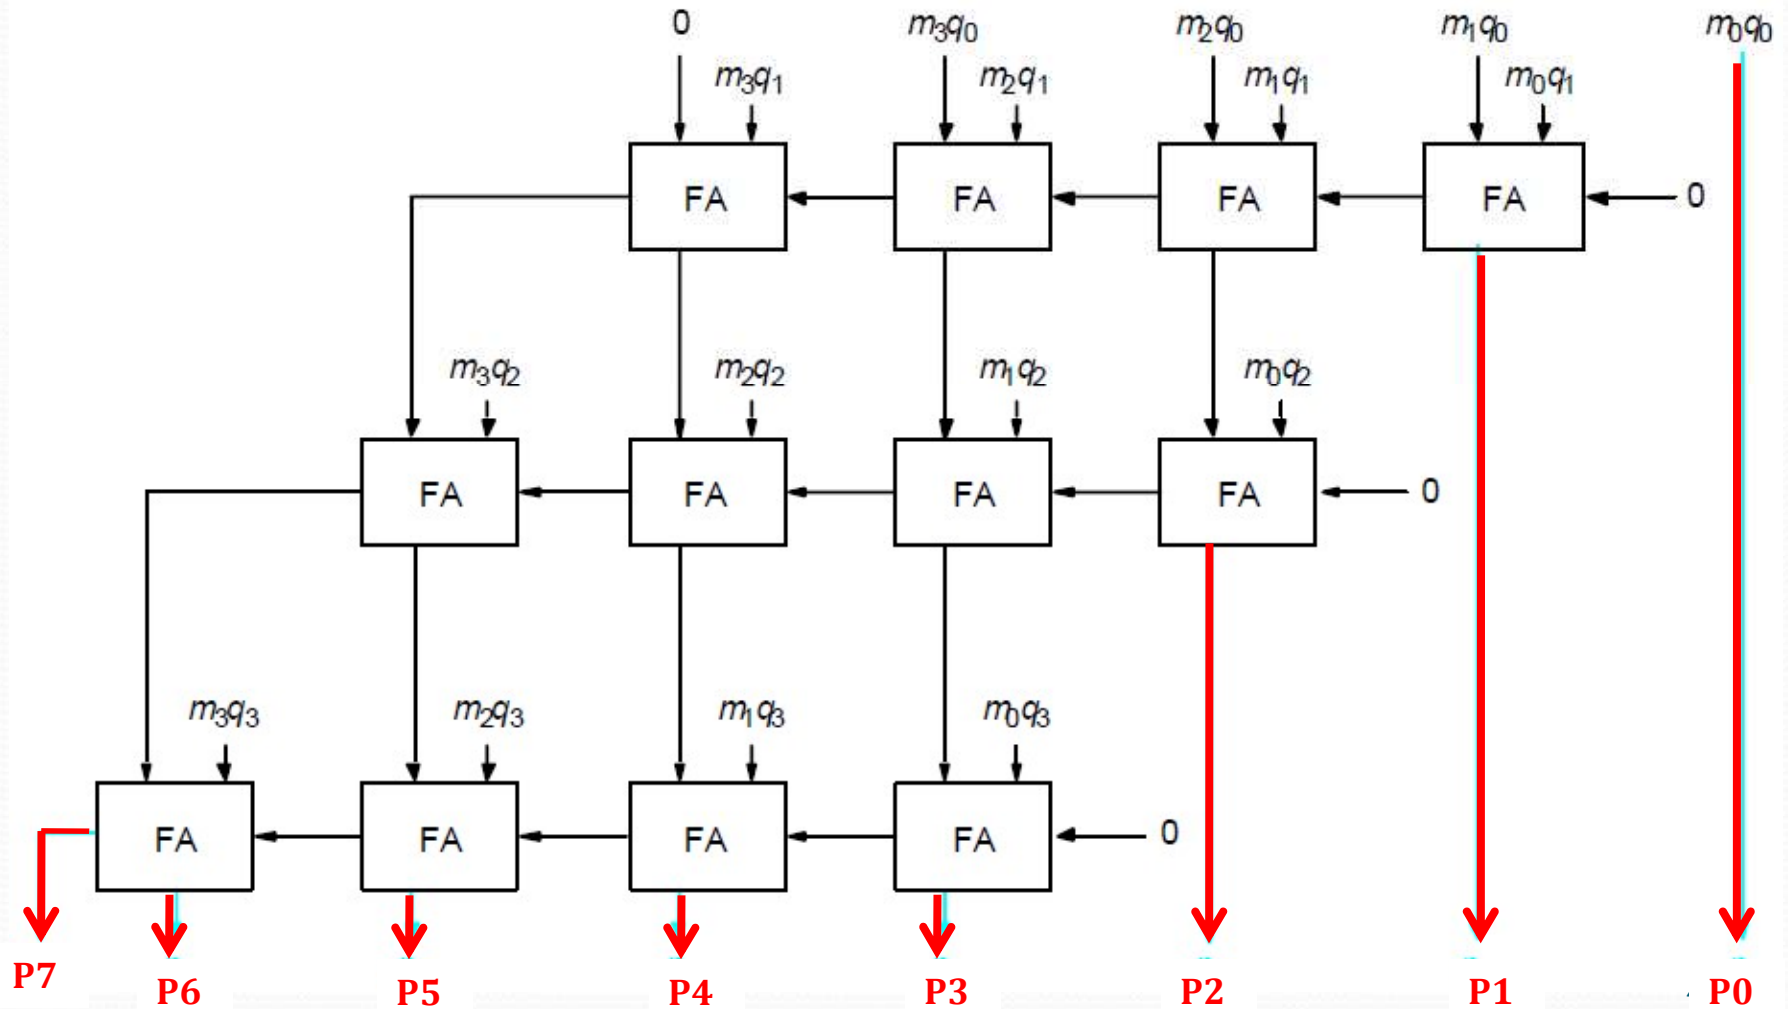 0 m₃q₀ m₂q₀ m₁q₀ m₀q₀
m₃q₁ m₂q₁ m₁q₁ m₀q₁
FA FA FA FA 0
m₃q₂ m₂q₂ m₁q₂ m₀q₂
FA FA FA FA 0
m₃q₃ m₂q₃ m₁q₃ m₀q₃
FA FA FA FA 0
P7 P6 P5 P4 P3 P2 P1 P0